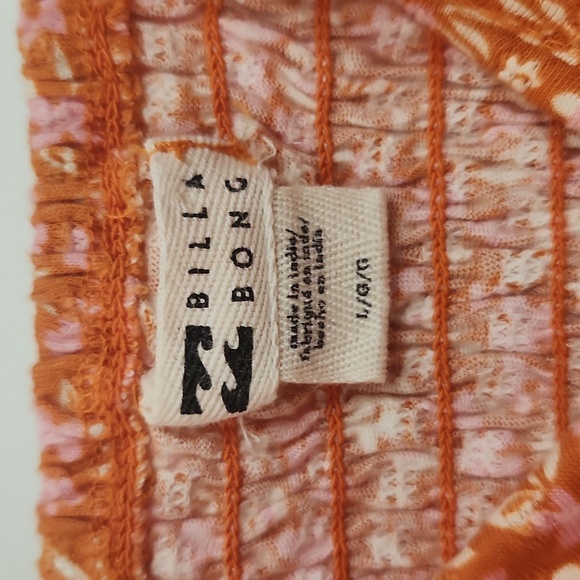 BILLA
BONG
made in india/
fabriqué en inde/
hecho en india
L/G/G